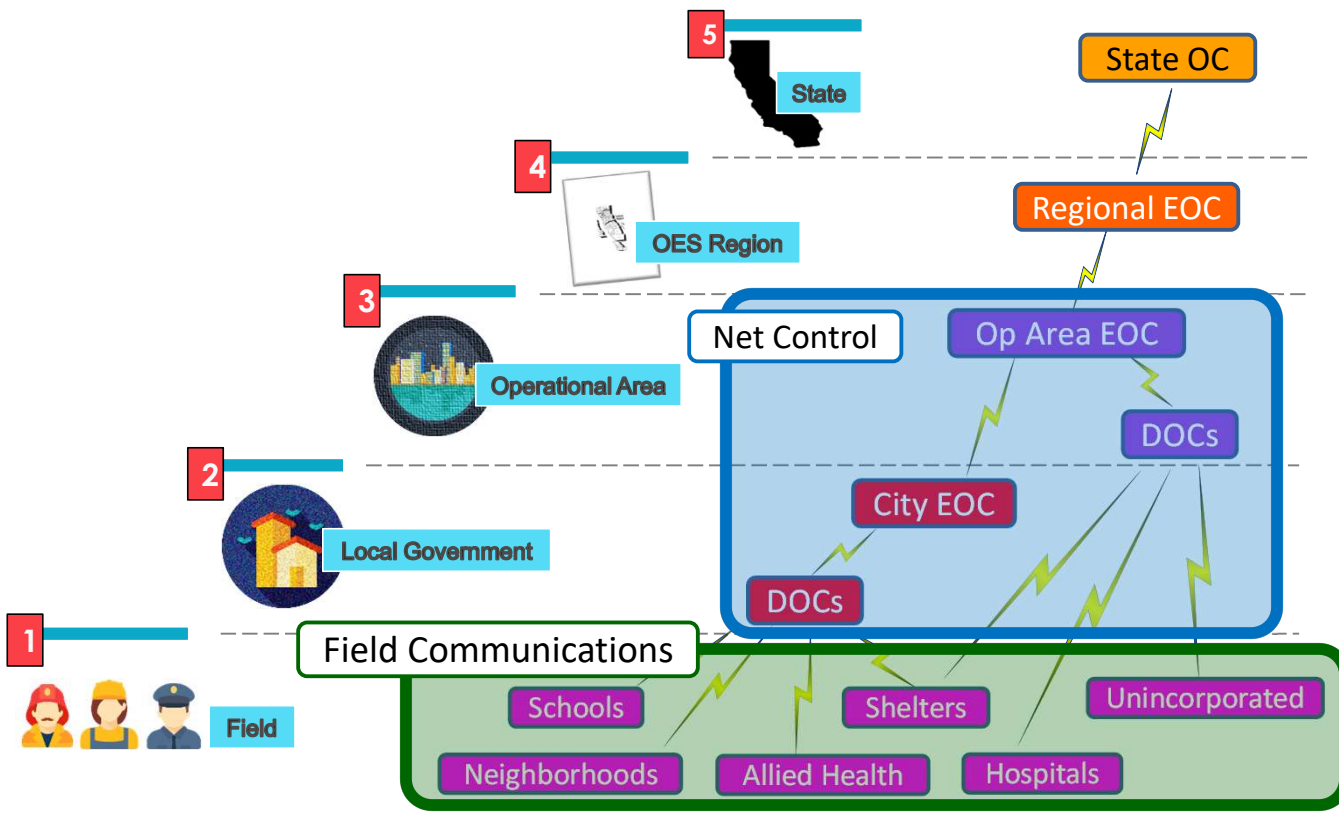 5
State OC
State
4
Regional EOC
OES Region
3
Net Control
Op Area EOC
Operational Area
DOCs
2
City EOC
Local Government
DOCs
1
Field Communications
Schools
Shelters
Unincorporated
Field
Neighborhoods
Allied Health
Hospitals